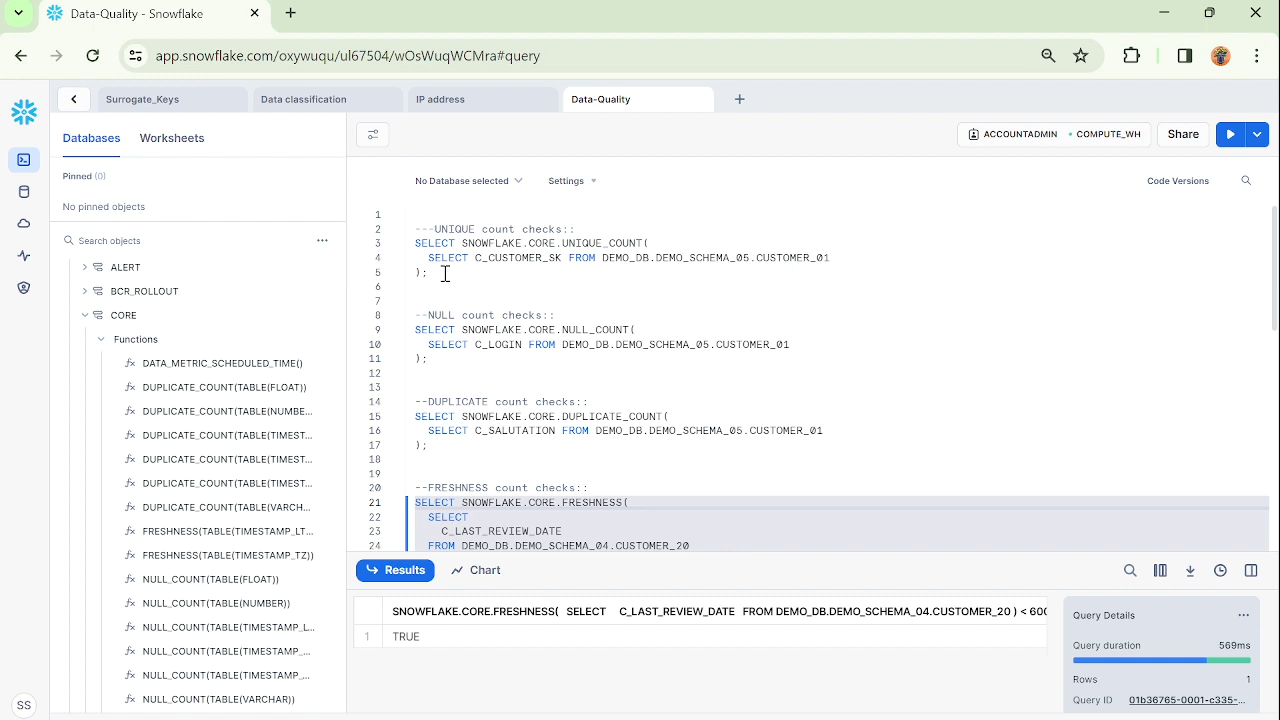 Data-Quality - Snowflake
app.snowflake.com/oxywuqu/ul67504/wOsWuqWCMra#query
Surrogate_Keys
Data classification
IP address
Data-Quality
Databases
Worksheets
ACCOUNTADMIN
COMPUTE_WH
Share
Pinned (0)
No pinned objects
No Database selected
Settings
Code Versions
Search objects
ALERT
BCR_ROLLOUT
CORE
Functions
DATA_METRIC_SCHEDULED_TIME()
DUPLICATE_COUNT(TABLE(FLOAT))
DUPLICATE_COUNT(TABLE(NUMBE...
DUPLICATE_COUNT(TABLE(TIMEST...
DUPLICATE_COUNT(TABLE(TIMEST...
DUPLICATE_COUNT(TABLE(TIMEST...
DUPLICATE_COUNT(TABLE(VARCH...
FRESHNESS(TABLE(TIMESTAMP_LT...
FRESHNESS(TABLE(TIMESTAMP_TZ))
NULL_COUNT(TABLE(FLOAT))
NULL_COUNT(TABLE(NUMBER))
NULL_COUNT(TABLE(TIMESTAMP_L...
NULL_COUNT(TABLE(TIMESTAMP_...
NULL_COUNT(TABLE(TIMESTAMP_...
NULL_COUNT(TABLE(VARCHAR))
SS
1
2 ---UNIQUE count checks::
3 SELECT SNOWFLAKE.CORE.UNIQUE_COUNT(
4 SELECT C_CUSTOMER_SK FROM DEMO_DB.DEMO_SCHEMA_05.CUSTOMER_01
5 );
6
7
8 --NULL count checks::
9 SELECT SNOWFLAKE.CORE.NULL_COUNT(
10 SELECT C_LOGIN FROM DEMO_DB.DEMO_SCHEMA_05.CUSTOMER_01
11 );
12
13
14 --DUPLICATE count checks::
15 SELECT SNOWFLAKE.CORE.DUPLICATE_COUNT(
16 SELECT C_SALUTATION FROM DEMO_DB.DEMO_SCHEMA_05.CUSTOMER_01
17 );
18
19
20 --FRESHNESS count checks::
21 SELECT SNOWFLAKE.CORE.FRESHNESS(
22 SELECT
23 C_LAST_REVIEW_DATE
24 FROM DEMO_DB.DEMO_SCHEMA_04.CUSTOMER_20
Results
Chart
SNOWFLAKE.CORE.FRESHNESS( SELECT C_LAST_REVIEW_DATE FROM DEMO_DB.DEMO_SCHEMA_04.CUSTOMER_20 ) < 600
1 TRUE
Query Details
Query duration 569ms
Rows 1
Query ID 01b36765-0001-c335-...